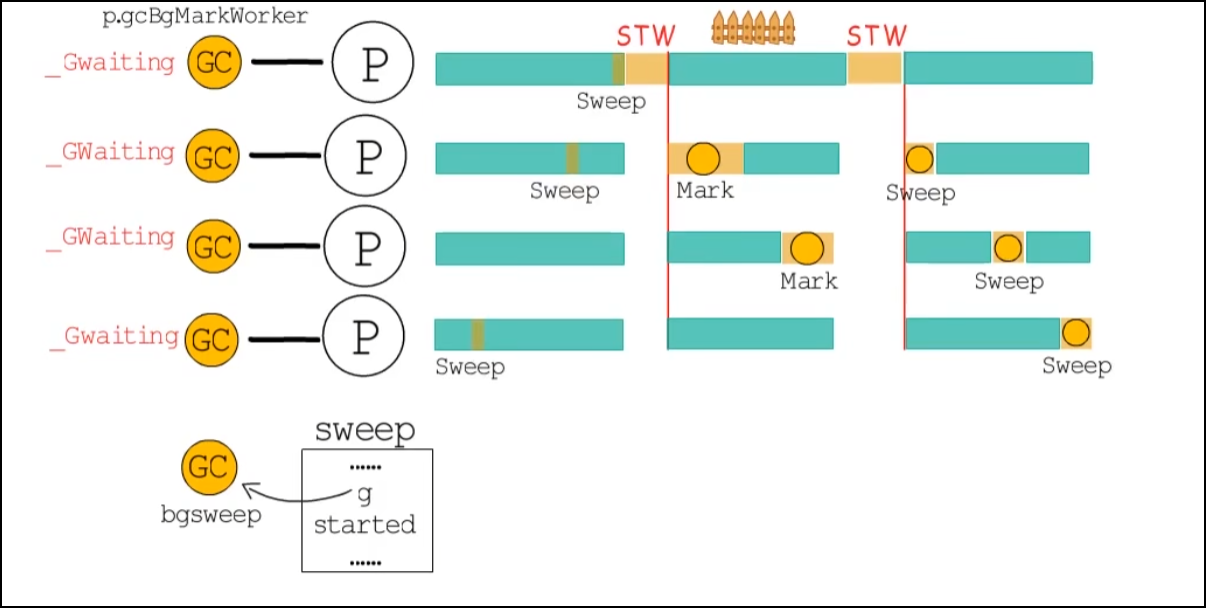 p.gcBgMarkWorker
STW STW
_Gwaiting GC P
Sweep
_GWaiting GC P
Sweep Mark Sweep
_GWaiting GC P
Mark Sweep
_Gwaiting GC P
Sweep Sweep
sweep
GC ......
g
bgsweep
started
......